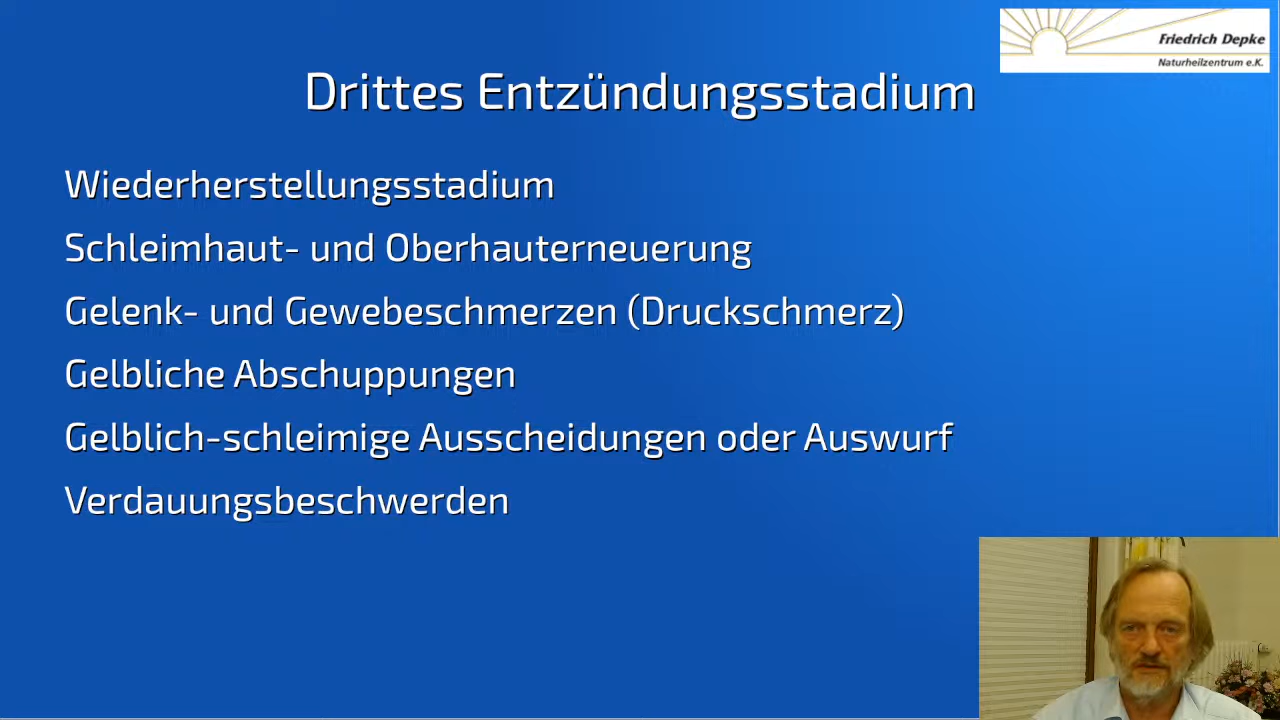 Friedrich Depke
Naturheilzentrum e.K.
Drittes Entzündungsstadium
Wiederherstellungsstadium
Schleimhaut- und Oberhauterneuerung
Gelenk- und Gewebeschmerzen (Druckschmerz)
Gelbliche Abschuppungen
Gelblich-schleimige Ausscheidungen oder Auswurf
Verdauungsbeschwerden